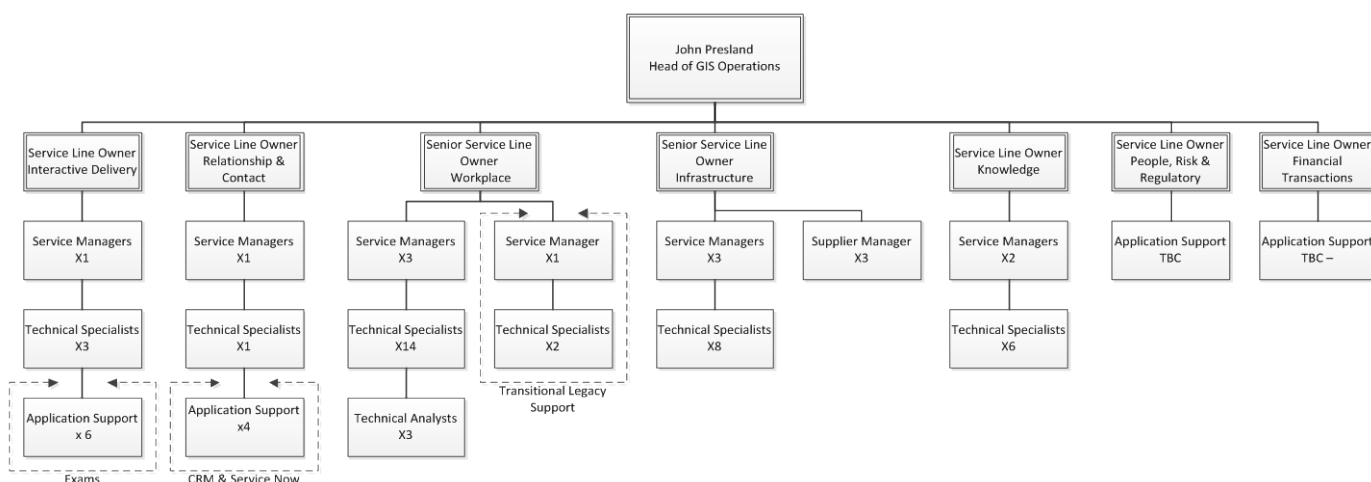 John Presland
Head of GIS Operations
Service Line Owner
Interactive Delivery
Service Line Owner
Relationship &
Contact
Senior Service Line
Owner
Workplace
Senior Service Line
Owner
Infrastructure
Service Line Owner
Knowledge
Service Line Owner
People, Risk &
Regulatory
Service Line Owner
Financial
Transactions
Service Managers
X1
Service Managers
X1
Service Managers
X3
Service Manager
X1
Service Managers
X3
Supplier Manager
X3
Service Managers
X2
Application Support
TBC
Application Support
TBC –
Technical Specialists
X3
Technical Specialists
X1
Technical Specialists
X14
Technical Specialists
X2
Technical Specialists
X8
Technical Specialists
X6
Transitional Legacy
Support
Application Support
x 6
Application Support
x4
Technical Analysts
X3
Exams
CRM & Service Now